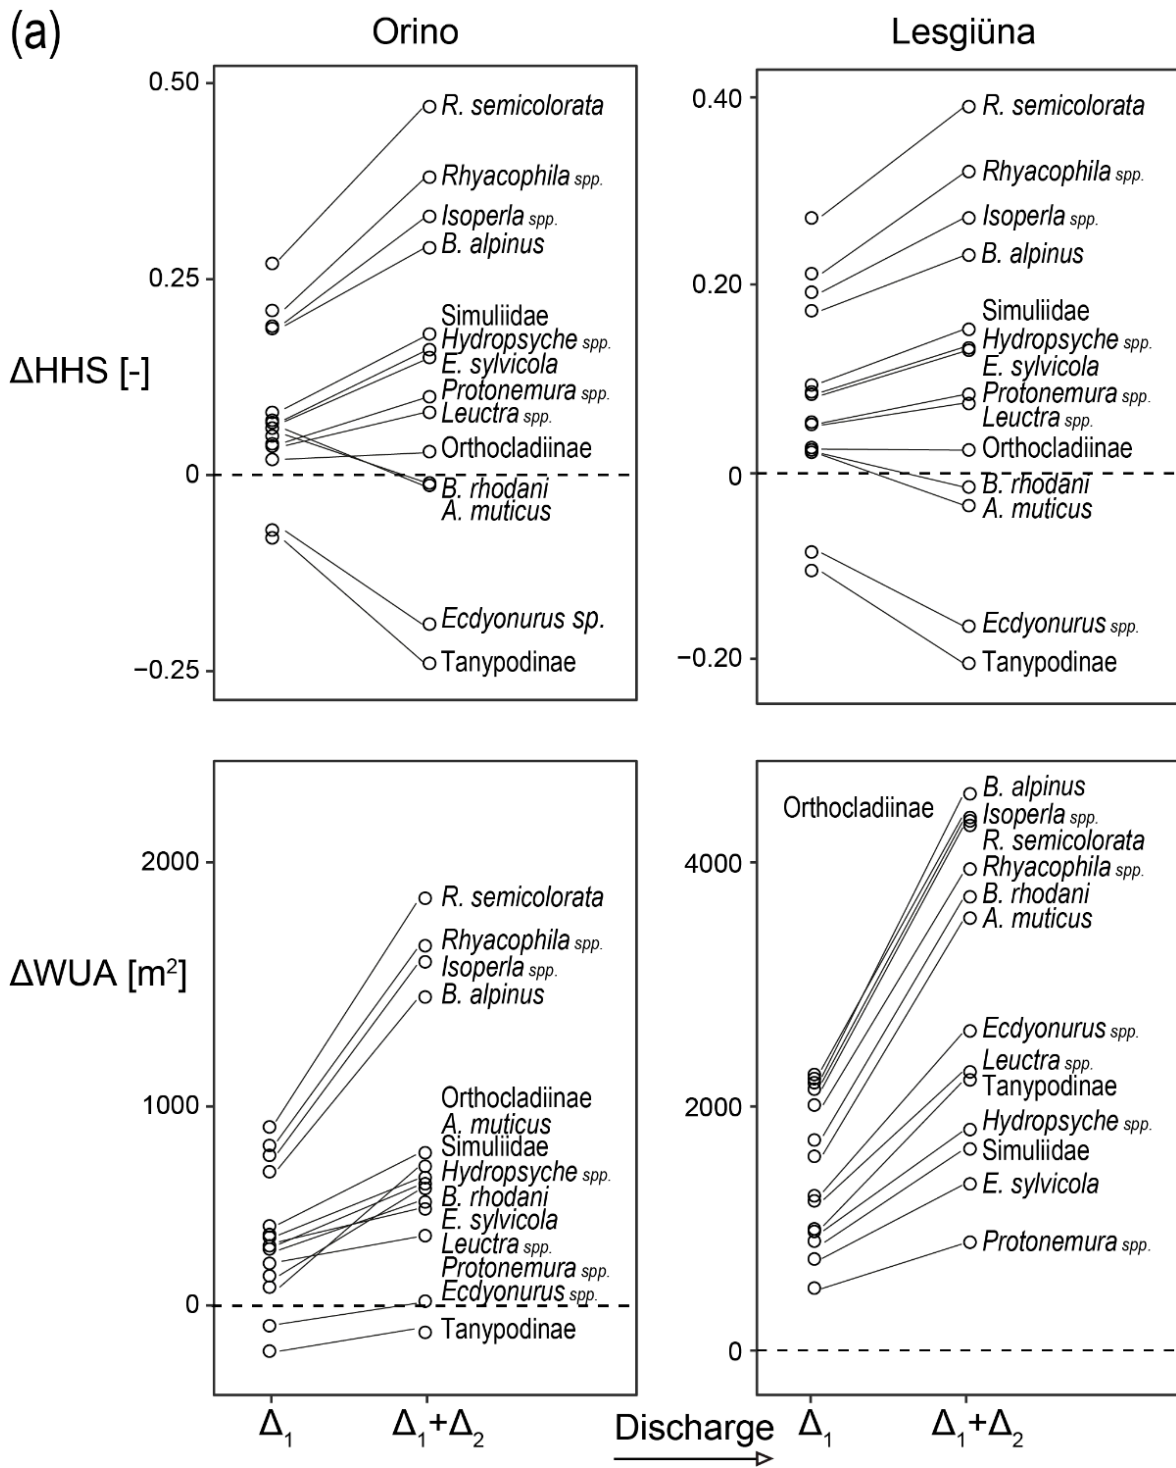 (a)
Orino
Lesgiüna
ΔHHS [-]
0.50
0.25
0
−0.25
R. semicolorata
Rhyacophila spp.
Isoperla spp.
B. alpinus
Simuliidae
Hydropsyche spp.
E. sylvicola
Protonemura spp.
Leuctra spp.
Orthocladiinae
B. rhodani
A. muticus
Ecdyonurus sp.
Tanypodinae
0.40
0.20
0
−0.20
R. semicolorata
Rhyacophila spp.
Isoperla spp.
B. alpinus
Simuliidae
Hydropsyche spp.
E. sylvicola
Protonemura spp.
Leuctra spp.
Orthocladiinae
B. rhodani
A. muticus
Ecdyonurus spp.
Tanypodinae
ΔWUA [m²]
2000
1000
0
R. semicolorata
Rhyacophila spp.
Isoperla spp.
B. alpinus
Orthocladiinae
A. muticus
Simuliidae
Hydropsyche spp.
B. rhodani
E. sylvicola
Leuctra spp.
Protonemura spp.
Ecdyonurus spp.
Tanypodinae
4000
2000
0
Orthocladiinae
B. alpinus
Isoperla spp.
R. semicolorata
Rhyacophila spp.
B. rhodani
A. muticus
Ecdyonurus spp.
Leuctra spp.
Tanypodinae
Hydropsyche spp.
Simuliidae
E. sylvicola
Protonemura spp.
Δ₁
Δ₁+Δ₂
Discharge
Δ₁
Δ₁+Δ₂